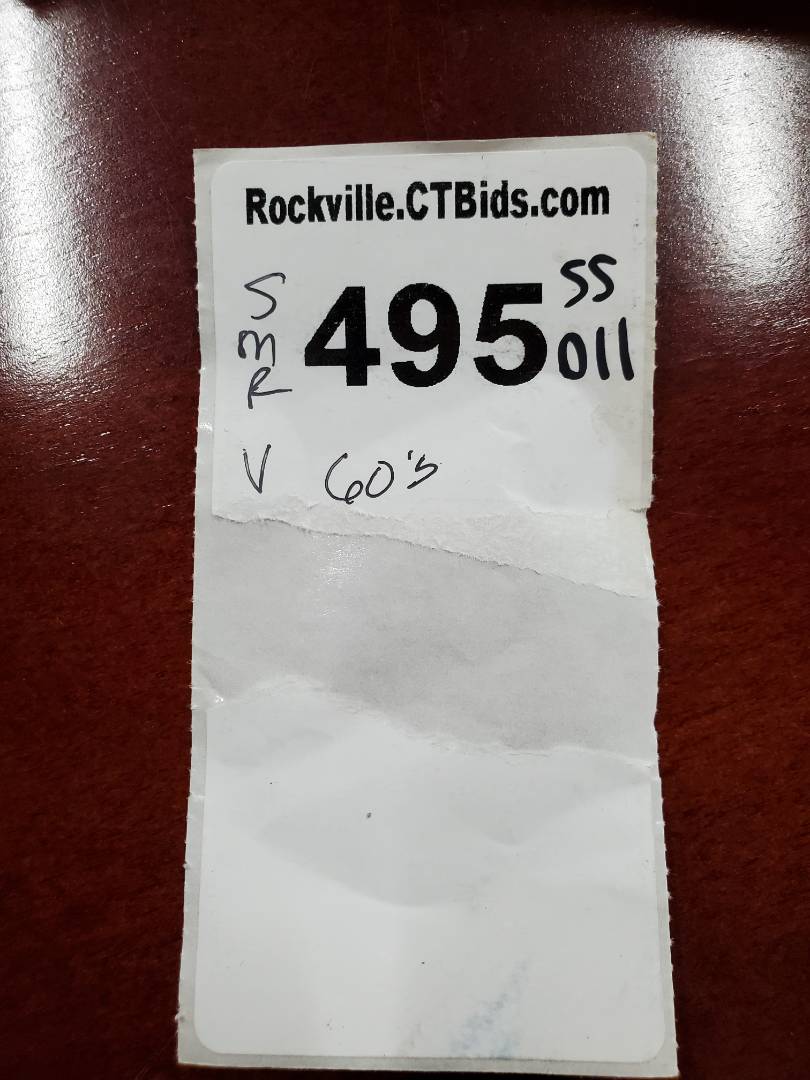 Rockville.CTBids.com
S
M
R
495
SS
011
V 60's